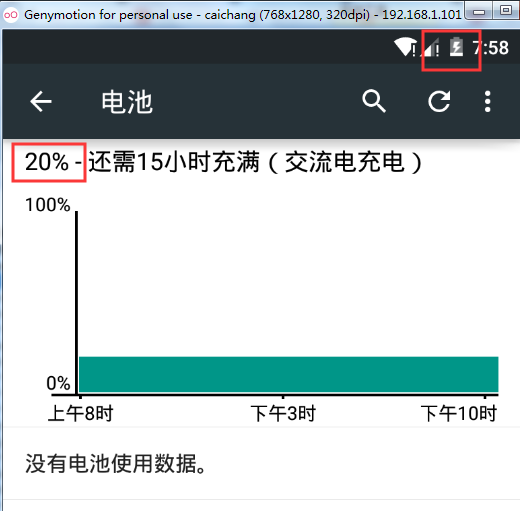 Genymotion for personal use - caichang (768x1280, 320dpi) - 192.168.1.101
7:58
电池
20% - 还需15小时充满（交流电充电）
100%
0%
上午8时 下午3时 下午10时
没有电池使用数据。